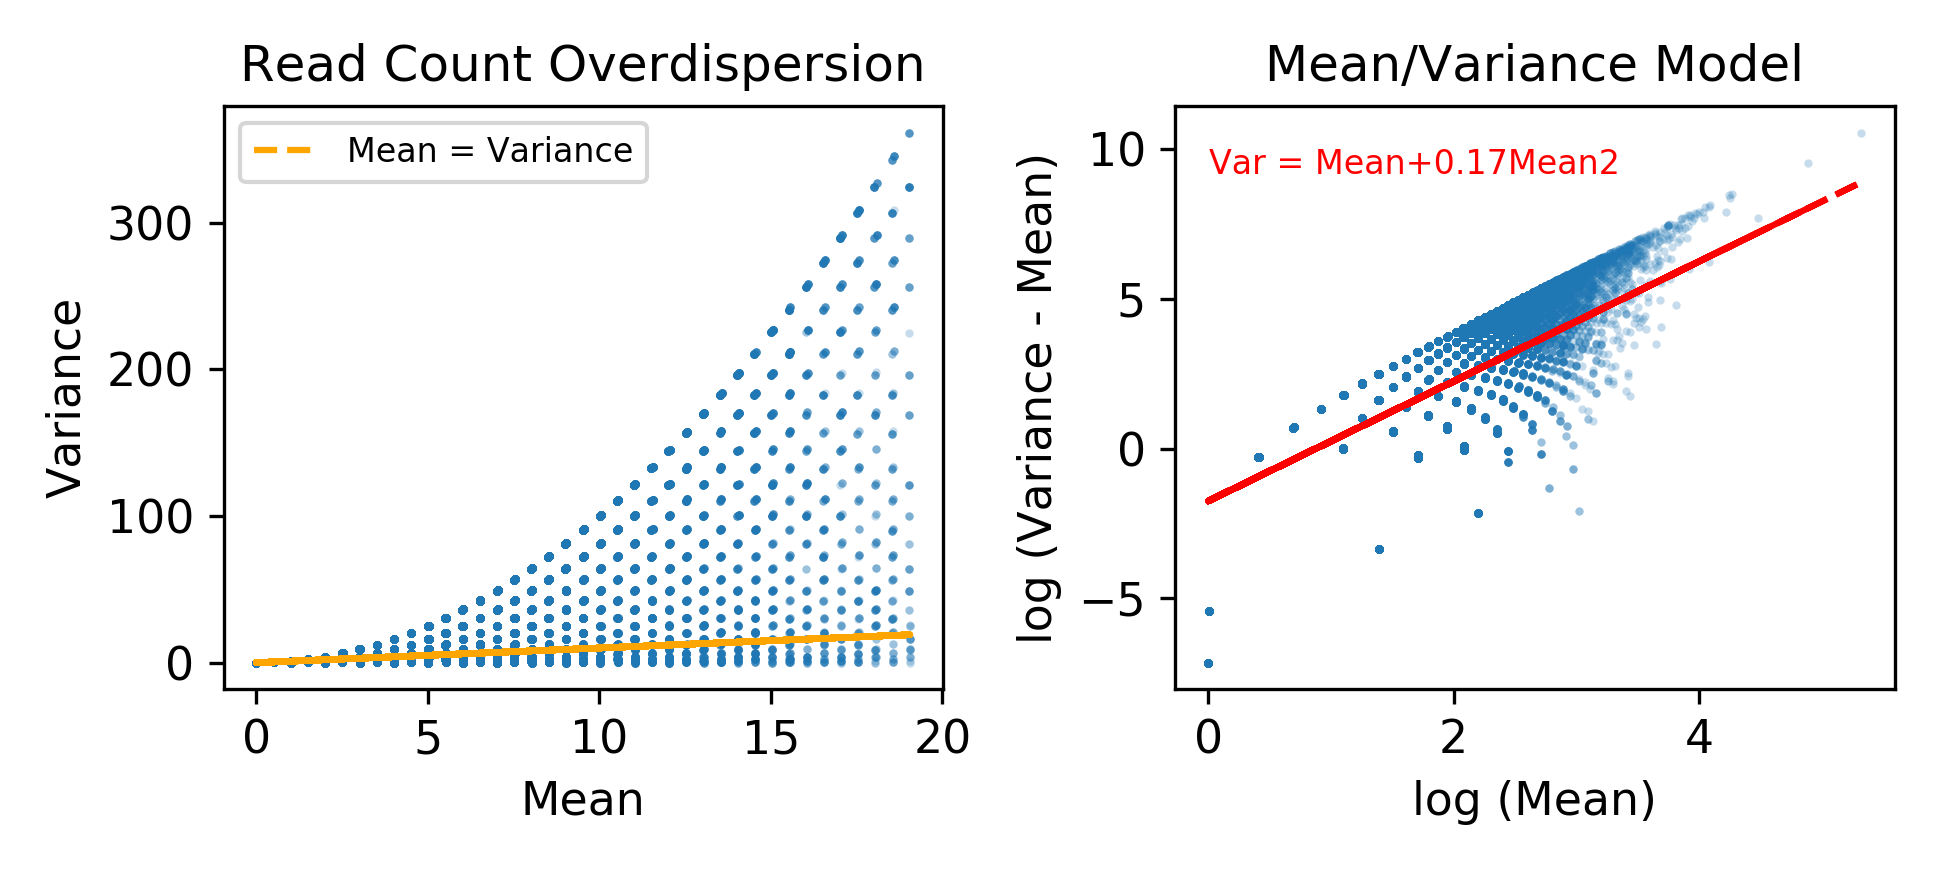 Read Count Overdispersion
Mean = Variance
300
200
100
0
Variance
0 5 10 15 20
Mean
Mean/Variance Model
Var = Mean+0.17Mean2
10
5
0
−5
log (Variance - Mean)
0 2 4
log (Mean)